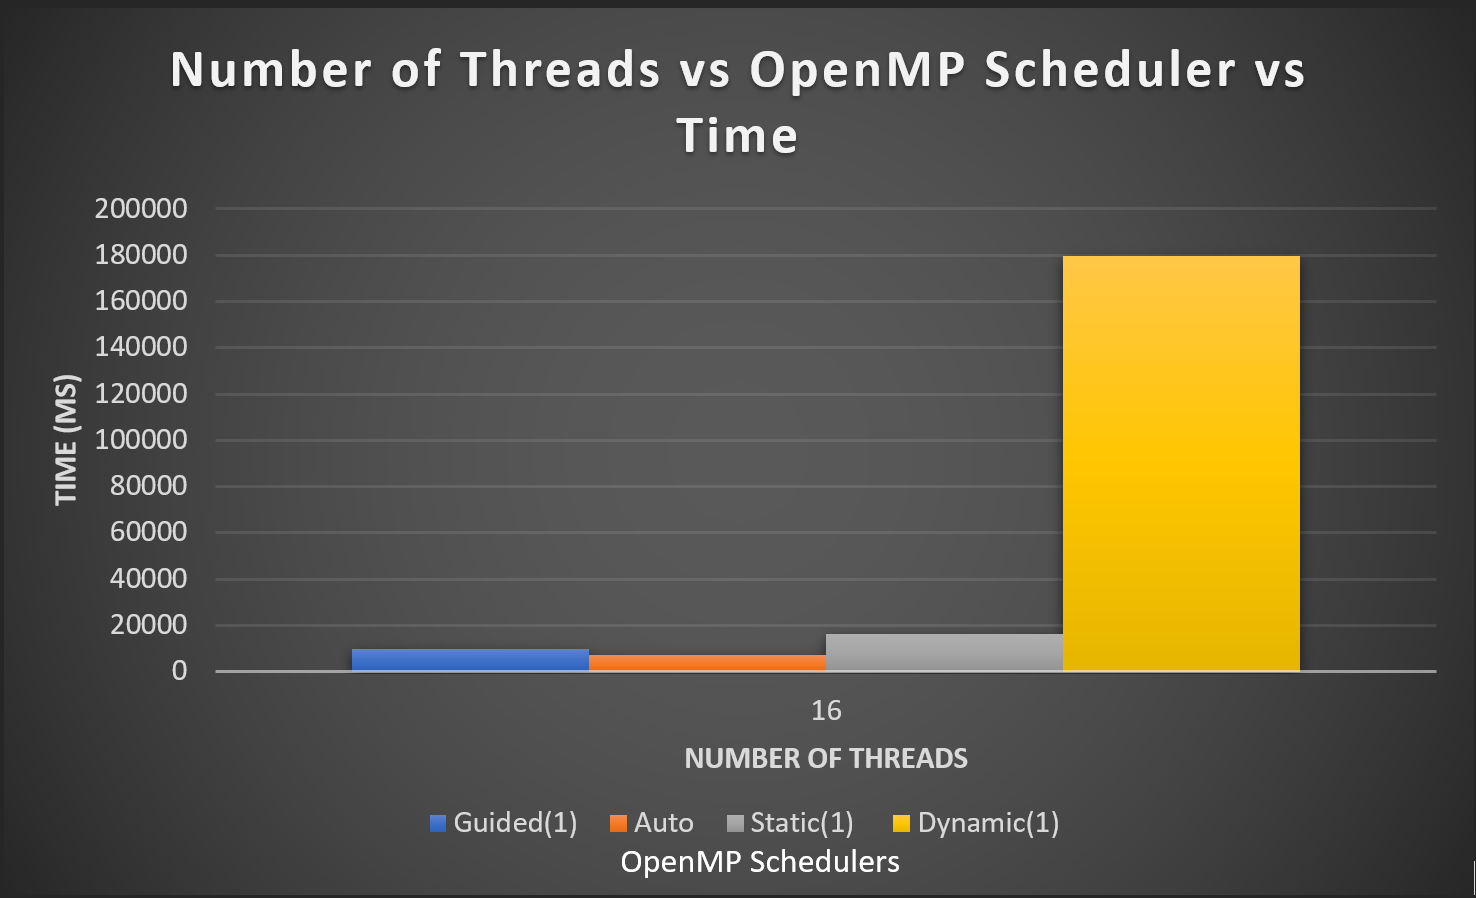 Number of Threads vs OpenMP Scheduler vs
Time
200000
180000
160000
140000
120000
100000
80000
60000
40000
20000
0
TIME (MS)
16
NUMBER OF THREADS
Guided(1) Auto Static(1) Dynamic(1)
OpenMP Schedulers